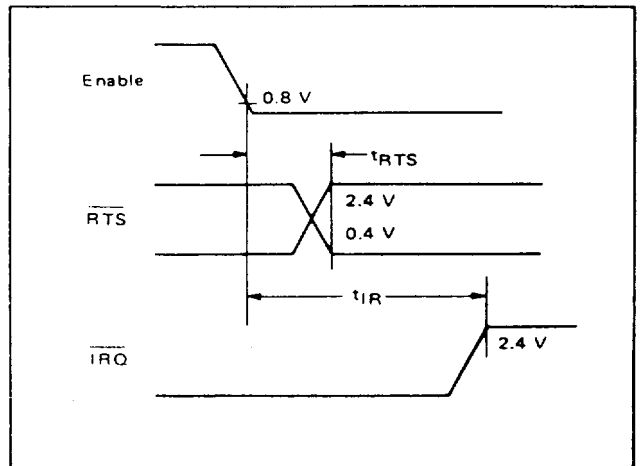 Enable
0.8 V
tRTS
RTS
2.4 V
0.4 V
tIR
IRQ
2.4 V